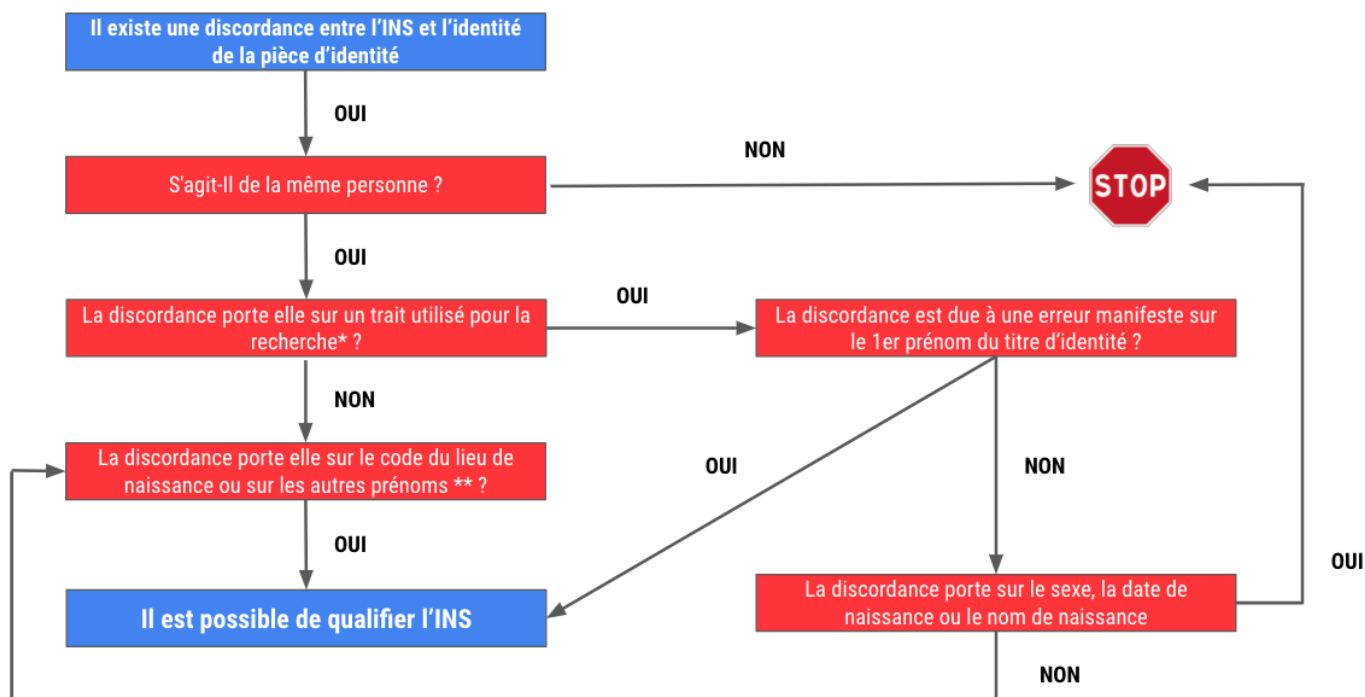 Il existe une discordance entre l'INS et l'identité
de la pièce d'identité
OUI
S'agit-Il de la même personne ?
NON
STOP
OUI
La discordance porte elle sur un trait utilisé pour la
recherche* ?
OUI
La discordance est due à une erreur manifeste sur
le 1er prénom du titre d'identité ?
NON
La discordance porte elle sur le code du lieu de
naissance ou sur les autres prénoms ** ?
OUI
NON
OUI
Il est possible de qualifier l'INS
La discordance porte sur le sexe, la date de
naissance ou le nom de naissance
OUI
NON